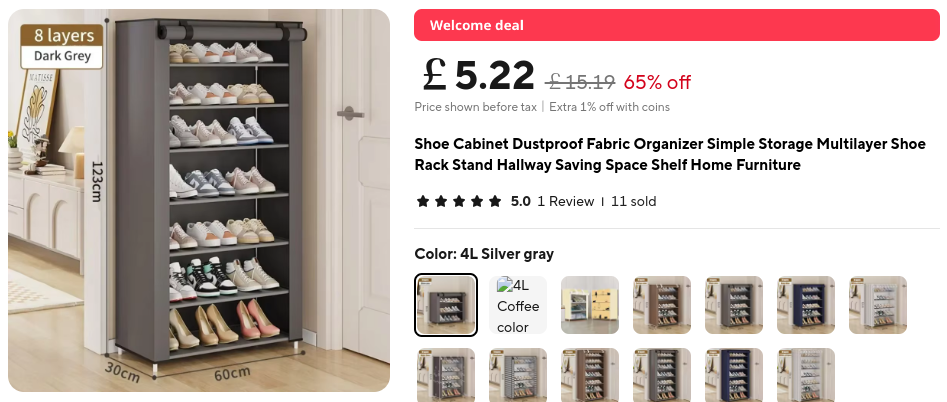 8 layers
Dark Grey
MATISSE
123cm
30cm
60cm
Welcome deal
£5.22 £15.19 65% off
Price shown before tax | Extra 1% off with coins
Shoe Cabinet Dustproof Fabric Organizer Simple Storage Multilayer Shoe
Rack Stand Hallway Saving Space Shelf Home Furniture
5.0 1 Review | 11 sold
Color: 4L Silver gray
4L
Coffee
color